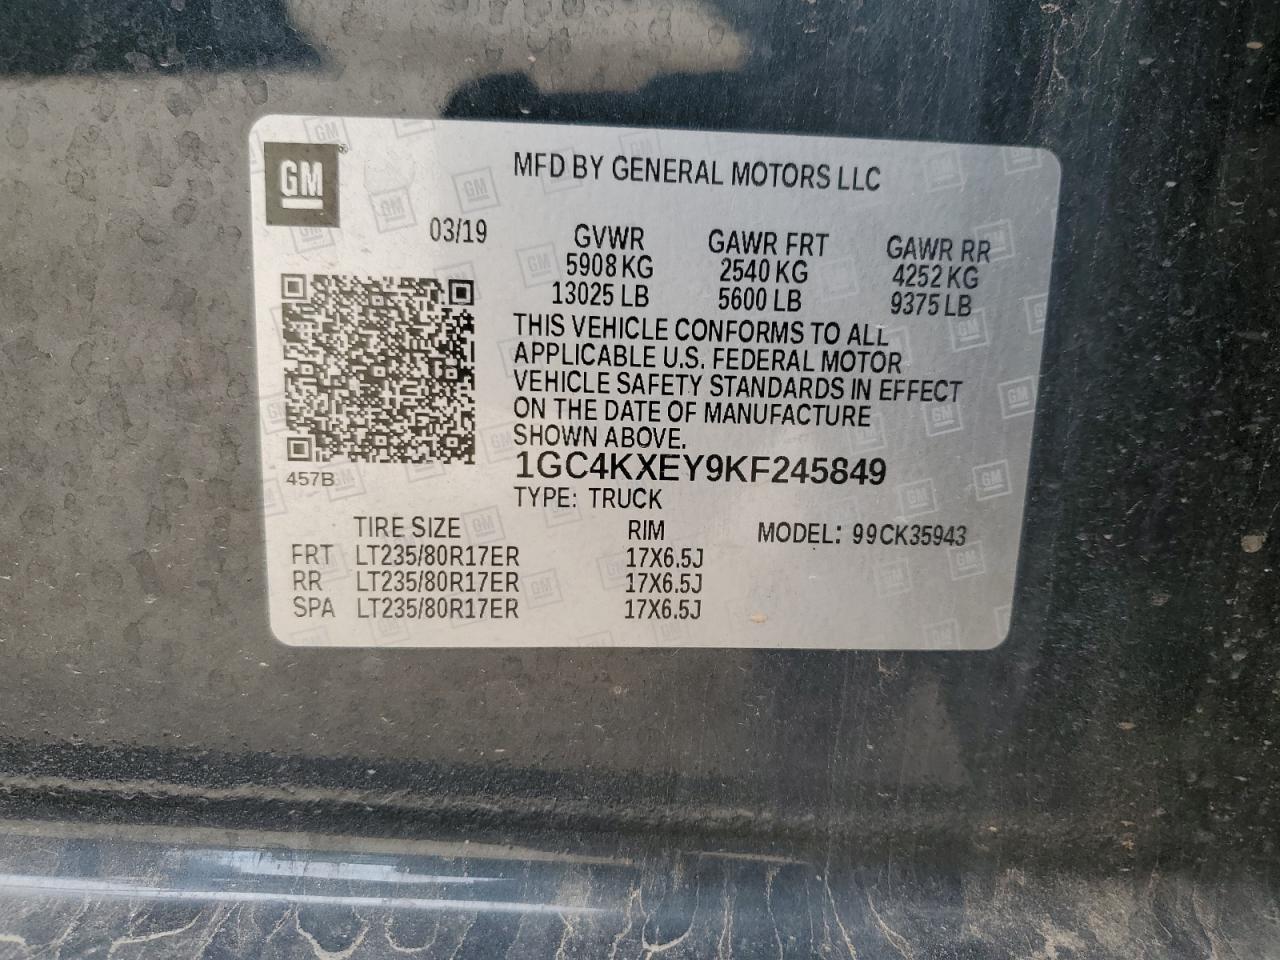 GM
MFD BY GENERAL MOTORS LLC
03/19
GVWR GAWR FRT GAWR RR
5908 KG 2540 KG 4252 KG
13025 LB 5600 LB 9375 LB
THIS VEHICLE CONFORMS TO ALL
APPLICABLE U.S. FEDERAL MOTOR
VEHICLE SAFETY STANDARDS IN EFFECT
ON THE DATE OF MANUFACTURE
SHOWN ABOVE.
457B
1GC4KXEY9KF245849
TYPE: TRUCK
TIRE SIZE RIM MODEL: 99CK35943
FRT LT235/80R17ER 17X6.5J
RR LT235/80R17ER 17X6.5J
SPA LT235/80R17ER 17X6.5J